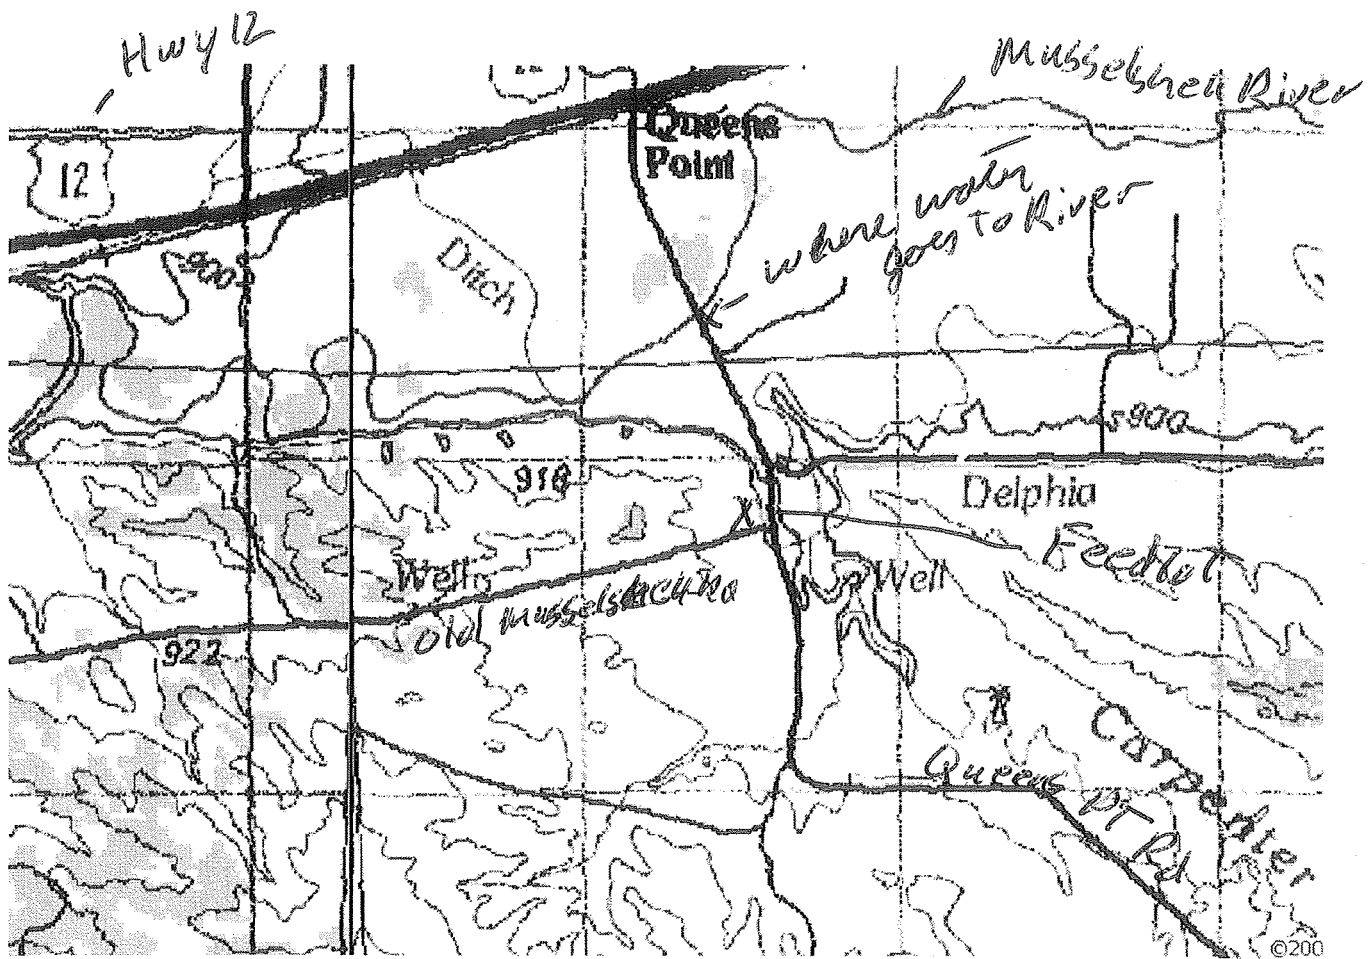 Hwy 12
Musselshell River
12
Queens
Point
where water
goes to River
900
Ditch
900
918
Delphia
X
Feedlot
Well
Well
Old Musselshell Rd
922
Carpenter
Queens PT Rd
©200